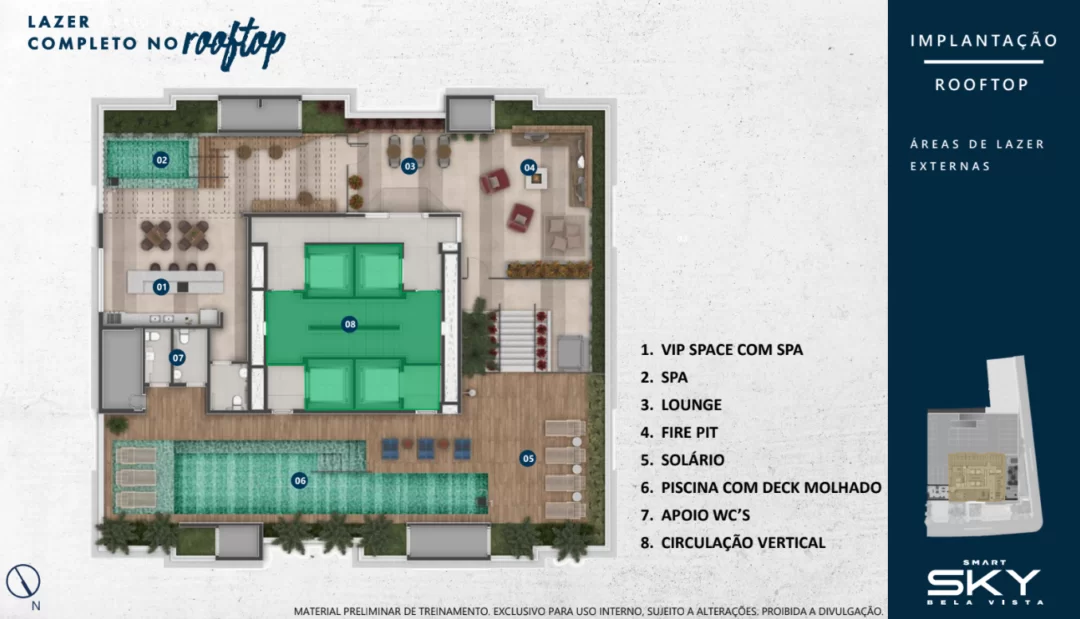 LAZER
COMPLETO NO rooftop
IMPLANTAÇÃO
ROOFTOP
ÁREAS DE LAZER
EXTERNAS
02
03
04
01
08
07
05
06
1. VIP SPACE COM SPA
2. SPA
3. LOUNGE
4. FIRE PIT
5. SOLÁRIO
6. PISCINA COM DECK MOLHADO
7. APOIO WC'S
8. CIRCULAÇÃO VERTICAL
N
MATERIAL PRELIMINAR DE TREINAMENTO. EXCLUSIVO PARA USO INTERNO, SUJEITO A ALTERAÇÕES. PROIBIDA A DIVULGAÇÃO.
SMART
SKY
BELA VISTA